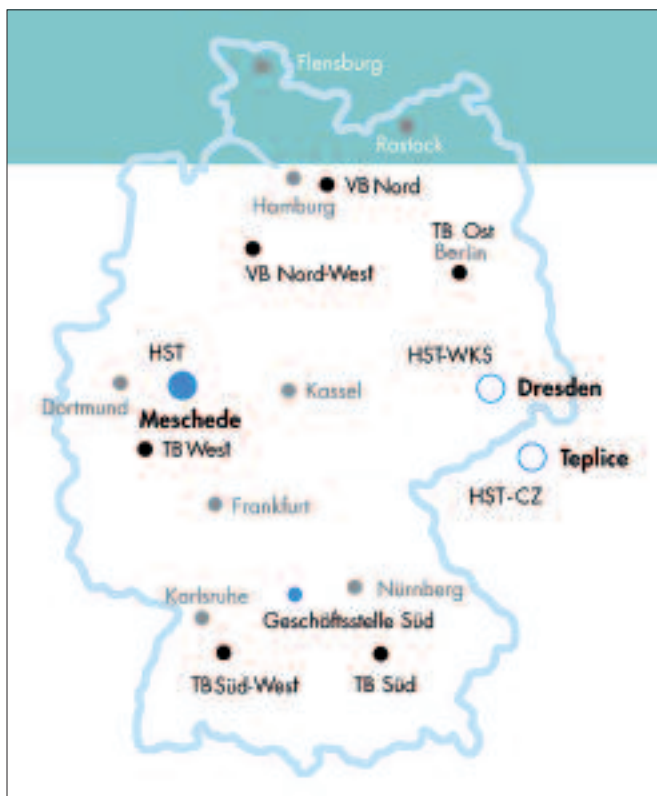 Flensburg
Rostock
VB Nord
Hamburg
TB Ost
Berlin
VB Nord-West
HST
HST-WKS
Dortmund
Kassel
Dresden
Meschede
TB West
Teplice
HST-CZ
Frankfurt
Karlsruhe
Nürnberg
Geschäftsstelle Süd
TB Süd-West
TB Süd